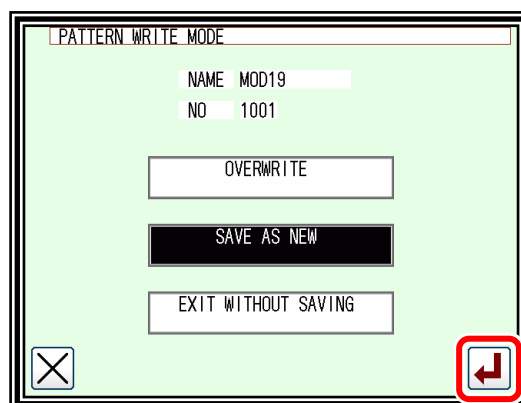 PATTERN WRITE MODE
NAME MOD19
NO 1001
OVERWRITE
SAVE AS NEW
EXIT WITHOUT SAVING